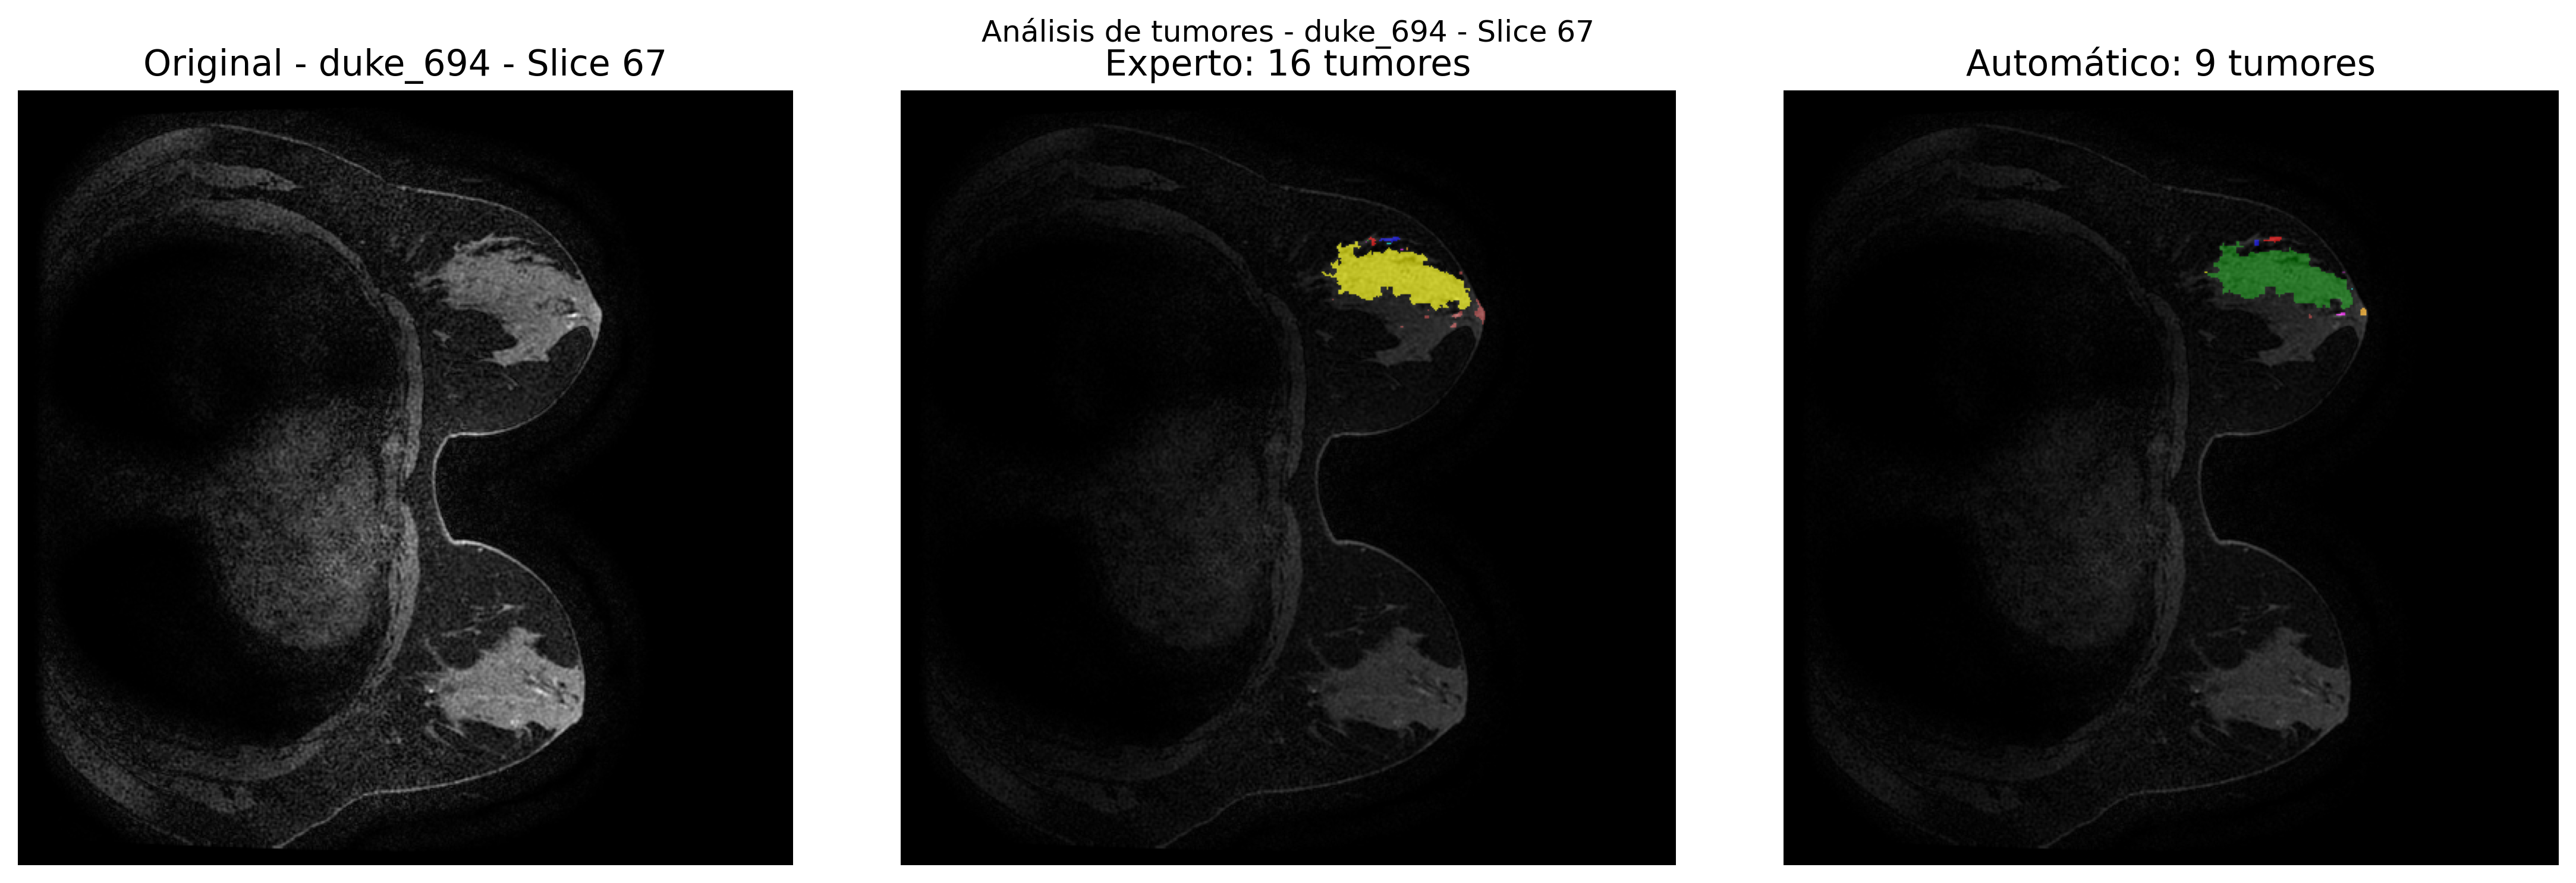 Análisis de tumores - duke_694 - Slice 67
Original - duke_694 - Slice 67
Experto: 16 tumores
Automático: 9 tumores